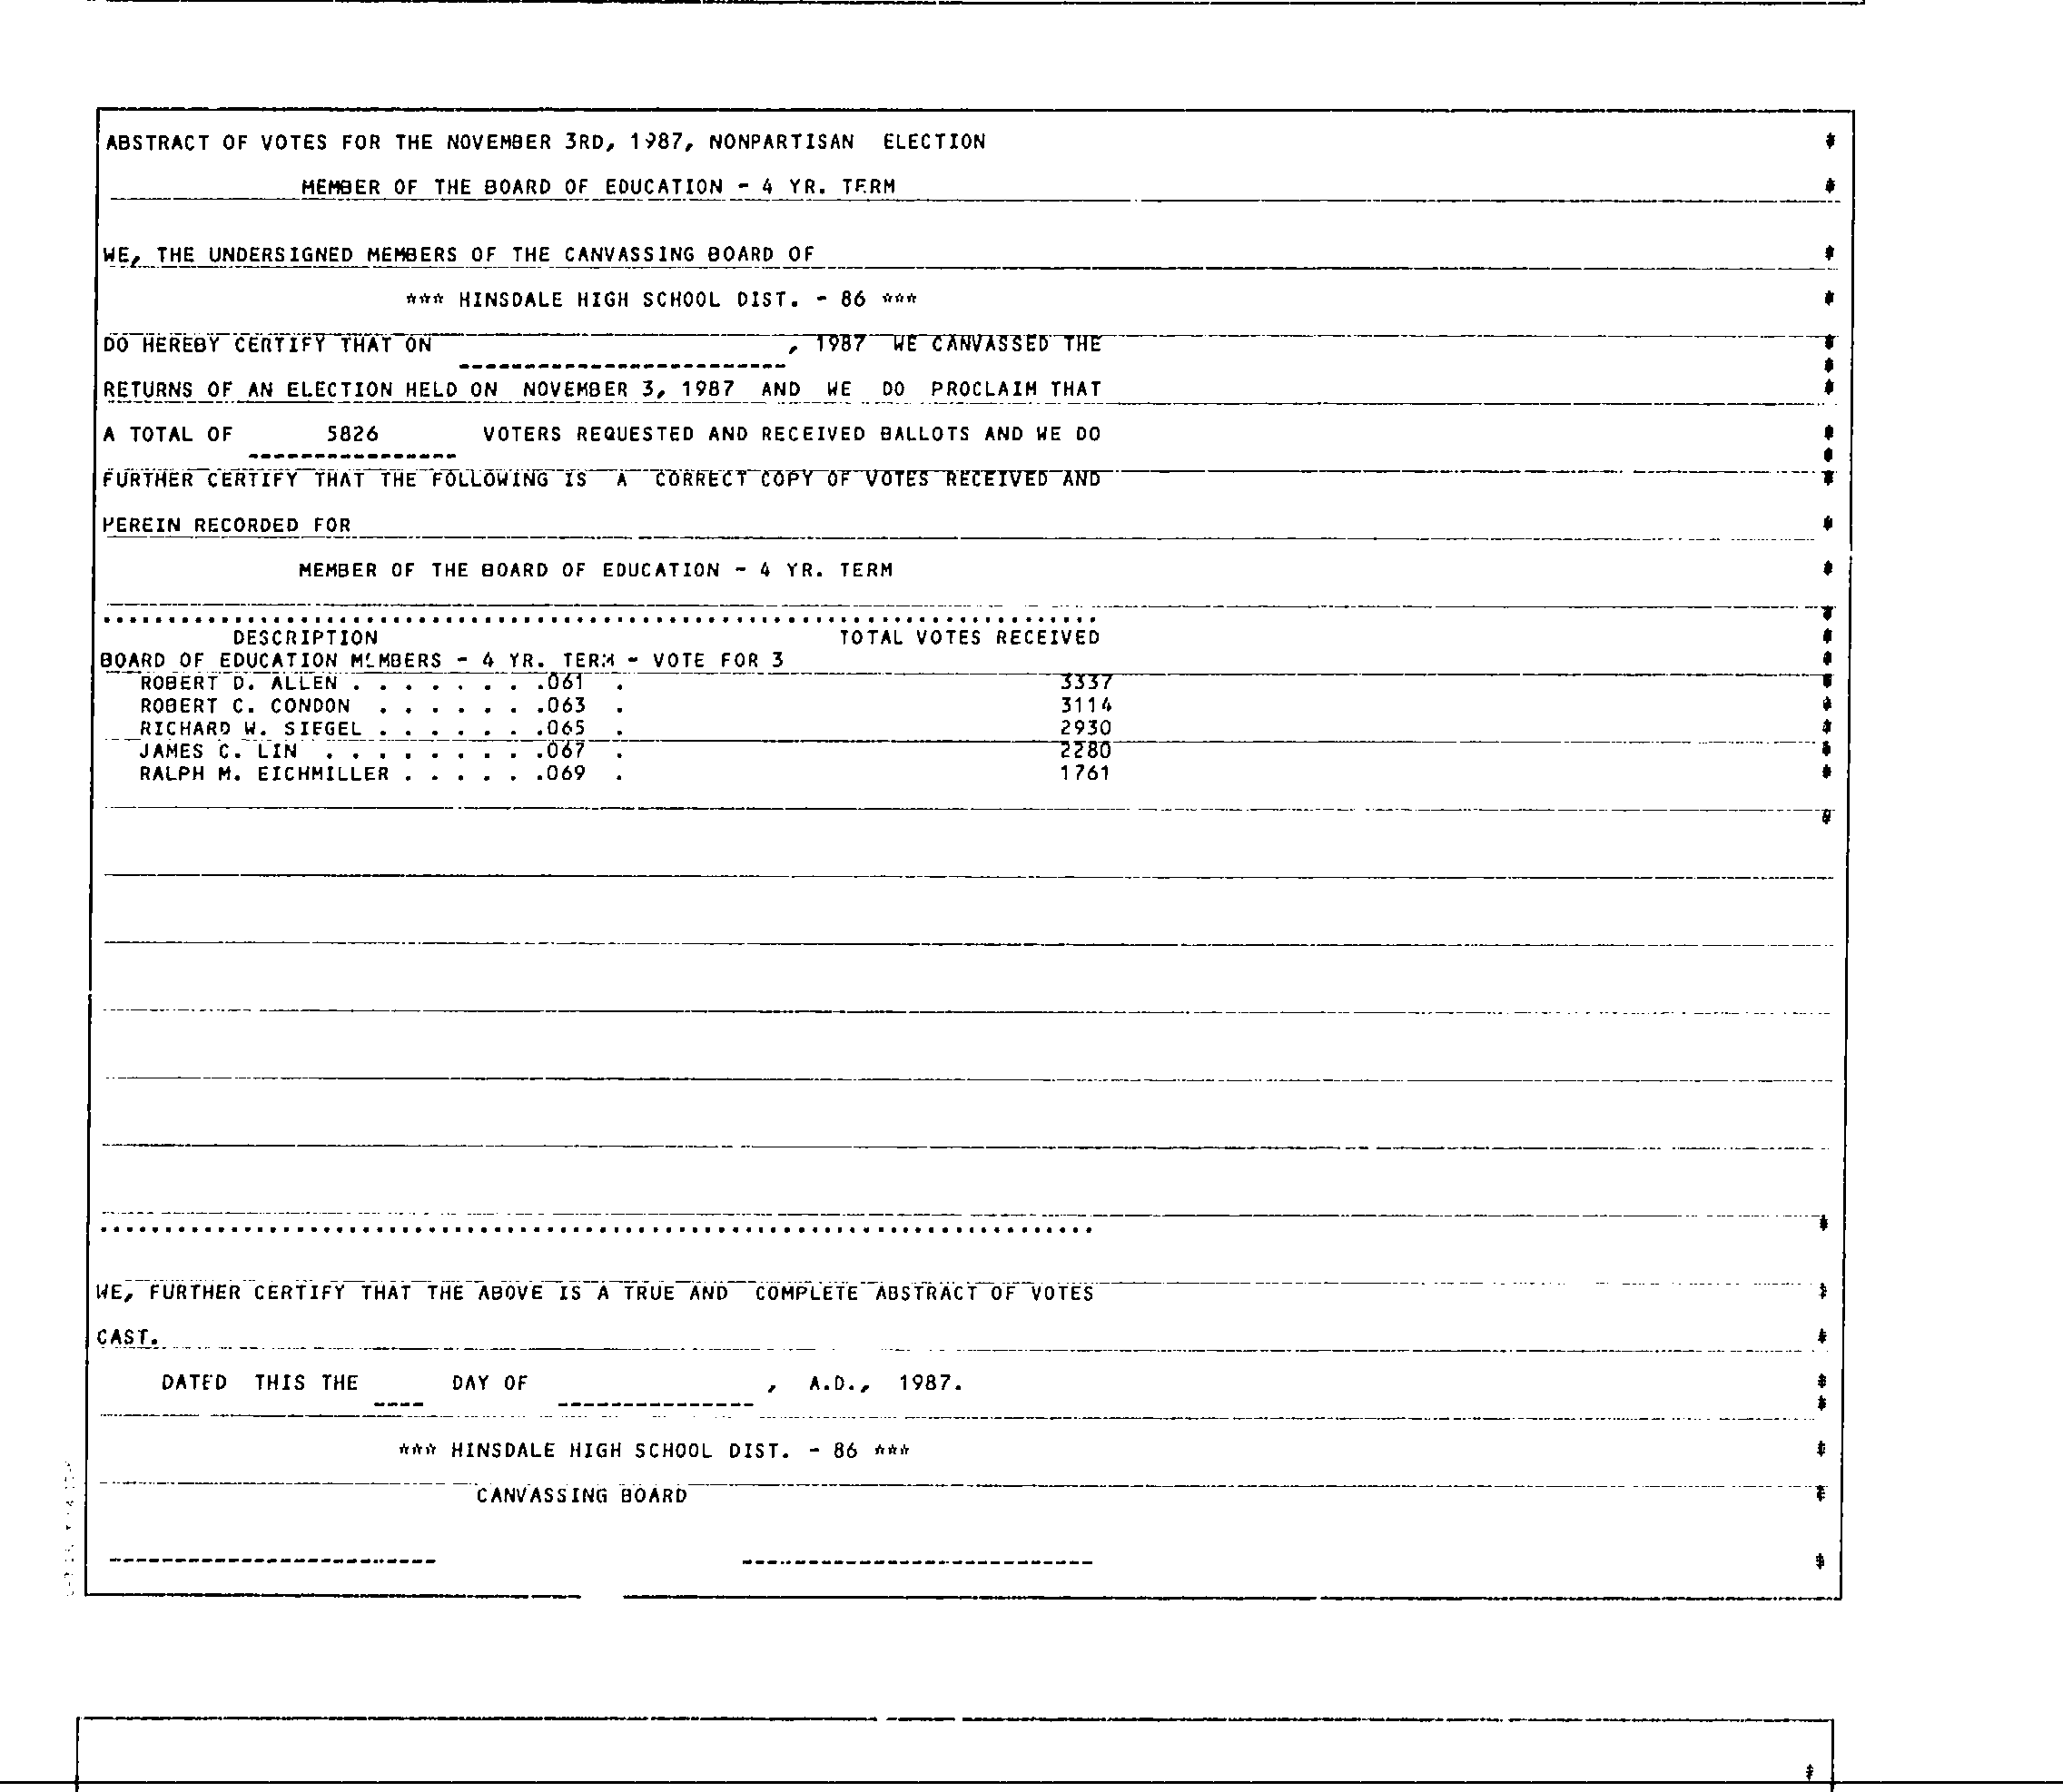 ABSTRACT OF VOTES FOR THE NOVEMBER 3RD, 1987, NONPARTISAN ELECTION #
MEMBER OF THE BOARD OF EDUCATION - 4 YR. TERM #
WE, THE UNDERSIGNED MEMBERS OF THE CANVASSING BOARD OF #
*** HINSDALE HIGH SCHOOL DIST. - 86 *** #
DO HEREBY CERTIFY THAT ON , 1987 WE CANVASSED THE #
------------------------- #
RETURNS OF AN ELECTION HELD ON NOVEMBER 3, 1987 AND WE DO PROCLAIM THAT #
A TOTAL OF 5826 VOTERS REQUESTED AND RECEIVED BALLOTS AND WE DO #
---------------- #
FURTHER CERTIFY THAT THE FOLLOWING IS A CORRECT COPY OF VOTES RECEIVED AND #
HEREIN RECORDED FOR #
MEMBER OF THE BOARD OF EDUCATION - 4 YR. TERM #
DESCRIPTION TOTAL VOTES RECEIVED #
BOARD OF EDUCATION MEMBERS - 4 YR. TERM - VOTE FOR 3 #
ROBERT D. ALLEN . . . . . . . .061 . 3337 #
ROBERT C. CONDON . . . . . . .063 . 3114 #
RICHARD W. SIEGEL . . . . . . .065 . 2930 #
JAMES C. LIN . . . . . . . . .067 . 2280 #
RALPH M. EICHMILLER . . . . . .069 . 1761 #
#
#
WE, FURTHER CERTIFY THAT THE ABOVE IS A TRUE AND COMPLETE ABSTRACT OF VOTES #
CAST. #
DATED THIS THE DAY OF , A.D., 1987. #
---- --------------- #
*** HINSDALE HIGH SCHOOL DIST. - 86 *** #
CANVASSING BOARD #
------------------------- --------------------------- #
#